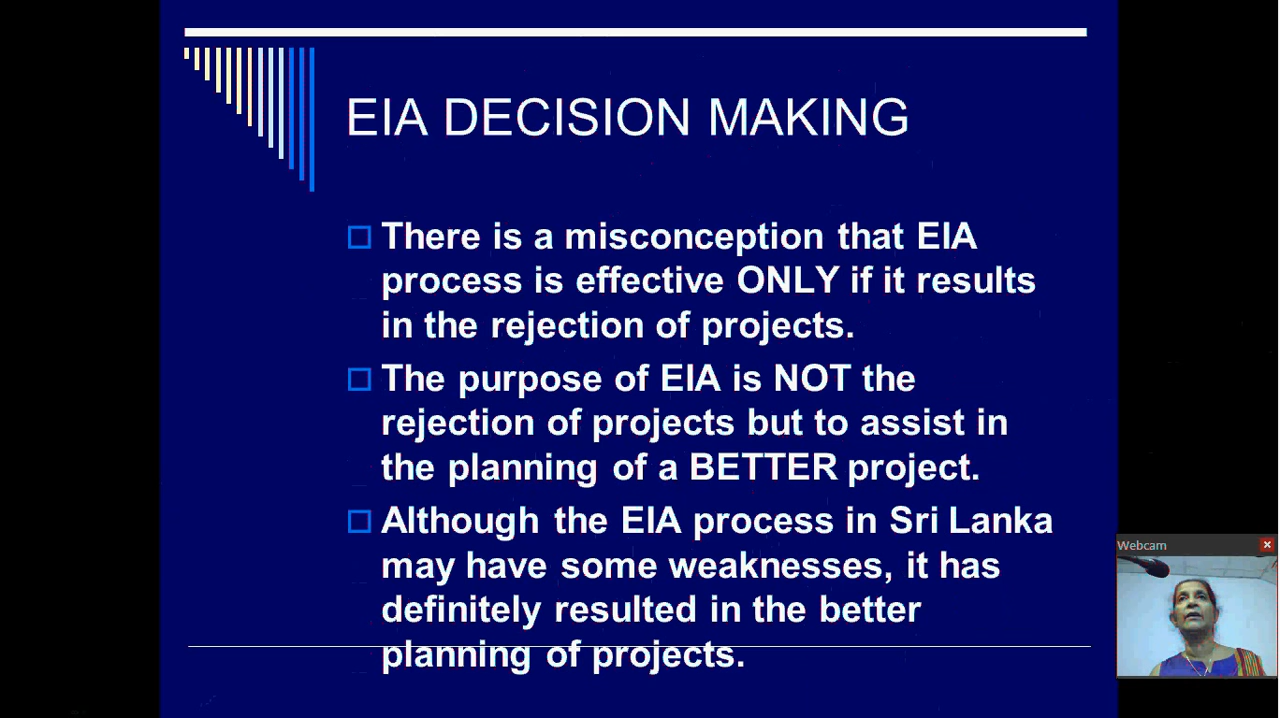 EIA DECISION MAKING
There is a misconception that EIA
process is effective ONLY if it results
in the rejection of projects.
The purpose of EIA is NOT the
rejection of projects but to assist in
the planning of a BETTER project.
Although the EIA process in Sri Lanka
may have some weaknesses, it has
definitely resulted in the better
planning of projects.
Webcam